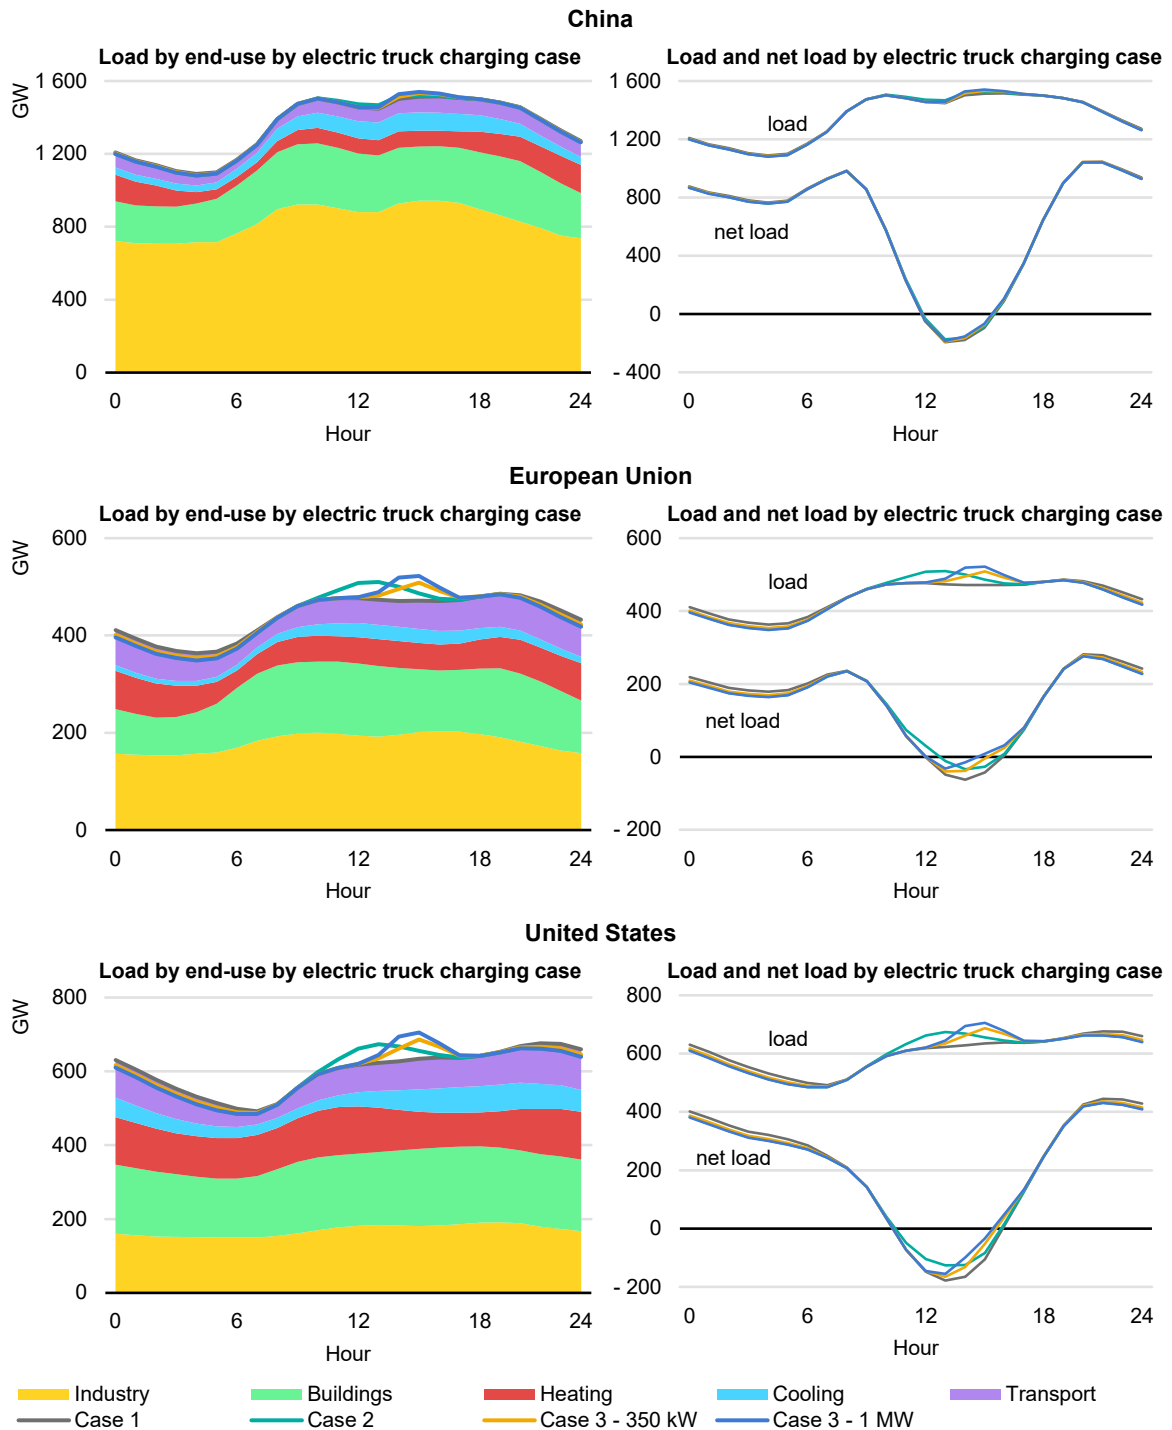 China
Load by end-use by electric truck charging case
GW
1 600
1 200
800
400
0
0 6 12 18 24
Hour
Load and net load by electric truck charging case
1 600
1 200
800
400
0
- 400
load
net load
0 6 12 18 24
Hour
European Union
Load by end-use by electric truck charging case
GW
600
400
200
0
0 6 12 18 24
Hour
Load and net load by electric truck charging case
600
400
200
0
- 200
load
net load
0 6 12 18 24
Hour
United States
Load by end-use by electric truck charging case
GW
800
600
400
200
0
0 6 12 18 24
Hour
Load and net load by electric truck charging case
800
600
400
200
0
- 200
load
net load
0 6 12 18 24
Hour
Industry Buildings Heating Cooling Transport
Case 1 Case 2 Case 3 - 350 kW Case 3 - 1 MW